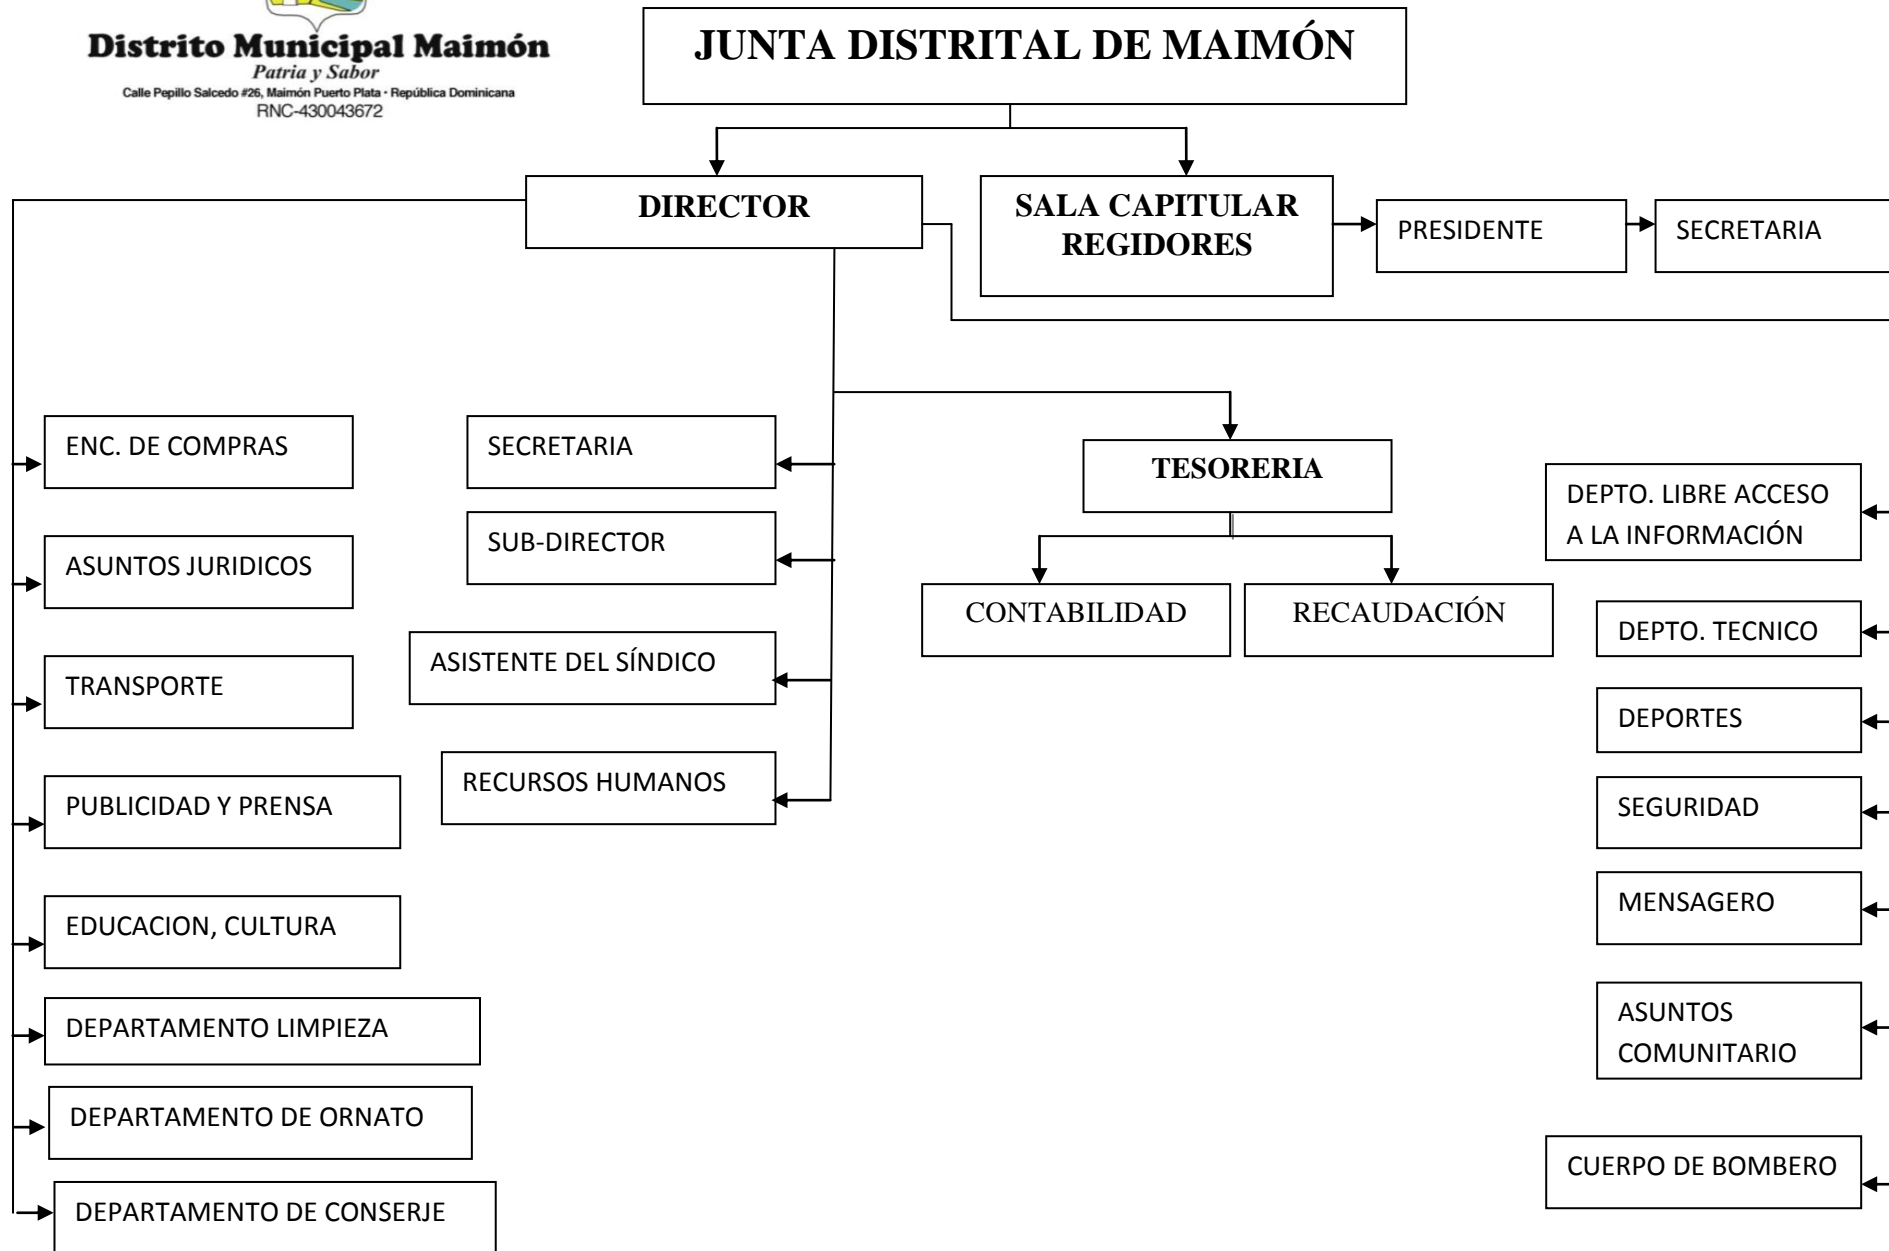 Distrito Municipal Maimón
Patria y Sabor
Calle Pepillo Salcedo #26, Maimón Puerto Plata · República Dominicana
RNC-430043672
JUNTA DISTRITAL DE MAIMÓN
DIRECTOR
SALA CAPITULAR
REGIDORES
PRESIDENTE
SECRETARIA
ENC. DE COMPRAS
ASUNTOS JURIDICOS
TRANSPORTE
PUBLICIDAD Y PRENSA
EDUCACION, CULTURA
DEPARTAMENTO LIMPIEZA
DEPARTAMENTO DE ORNATO
DEPARTAMENTO DE CONSERJE
SECRETARIA
SUB-DIRECTOR
ASISTENTE DEL SÍNDICO
RECURSOS HUMANOS
TESORERIA
CONTABILIDAD
RECAUDACIÓN
DEPTO. LIBRE ACCESO
A LA INFORMACIÓN
DEPTO. TECNICO
DEPORTES
SEGURIDAD
MENSAGERO
ASUNTOS
COMUNITARIO
CUERPO DE BOMBERO